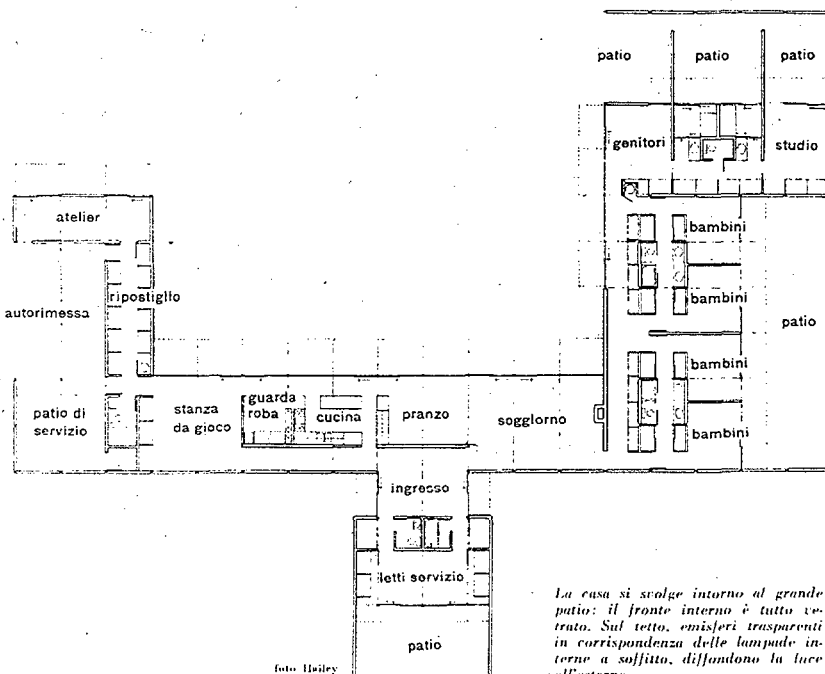 patio patio patio
genitori studio
atelier
bambini
ripostiglio
bambini
autorimessa
patio
bambini
guarda
roba
patio di
servizio
stanza
da gioco
cucina
pranzo
soggiorno
bambini
ingresso
letti servizio
patio
foto Hailey
La casa si svolge intorno al grande
patio: il fronte interno è tutto ve-
trato. Sul tetto, emisferi trasparenti
in corrispondenza delle lampade in-
terne a soffitto, diffondono la luce
all'esterno.